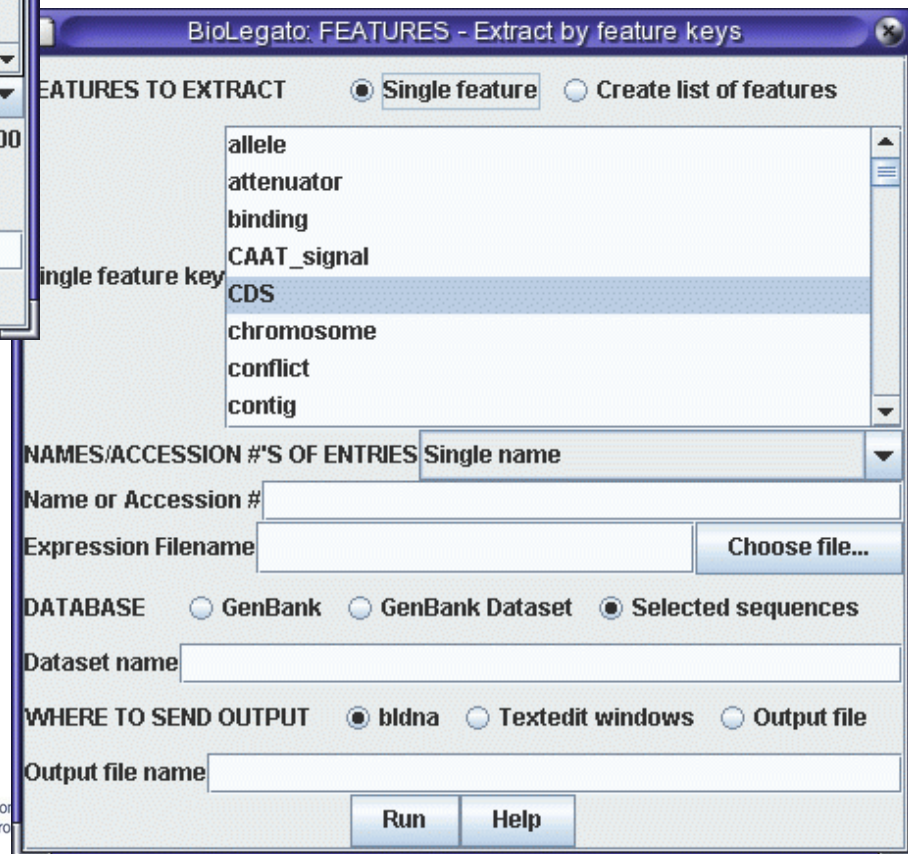 BioLegato: FEATURES - Extract by feature keys
EATURES TO EXTRACT Single feature Create list of features
00
allele
attenuator
binding
CAAT_signal
ingle feature key
CDS
chromosome
conflict
contig
NAMES/ACCESSION #'S OF ENTRIES Single name
Name or Accession #
Expression Filename Choose file...
DATABASE GenBank GenBank Dataset Selected sequences
Dataset name
WHERE TO SEND OUTPUT bldna Textedit windows Output file
Output file name
or
ro
Run Help